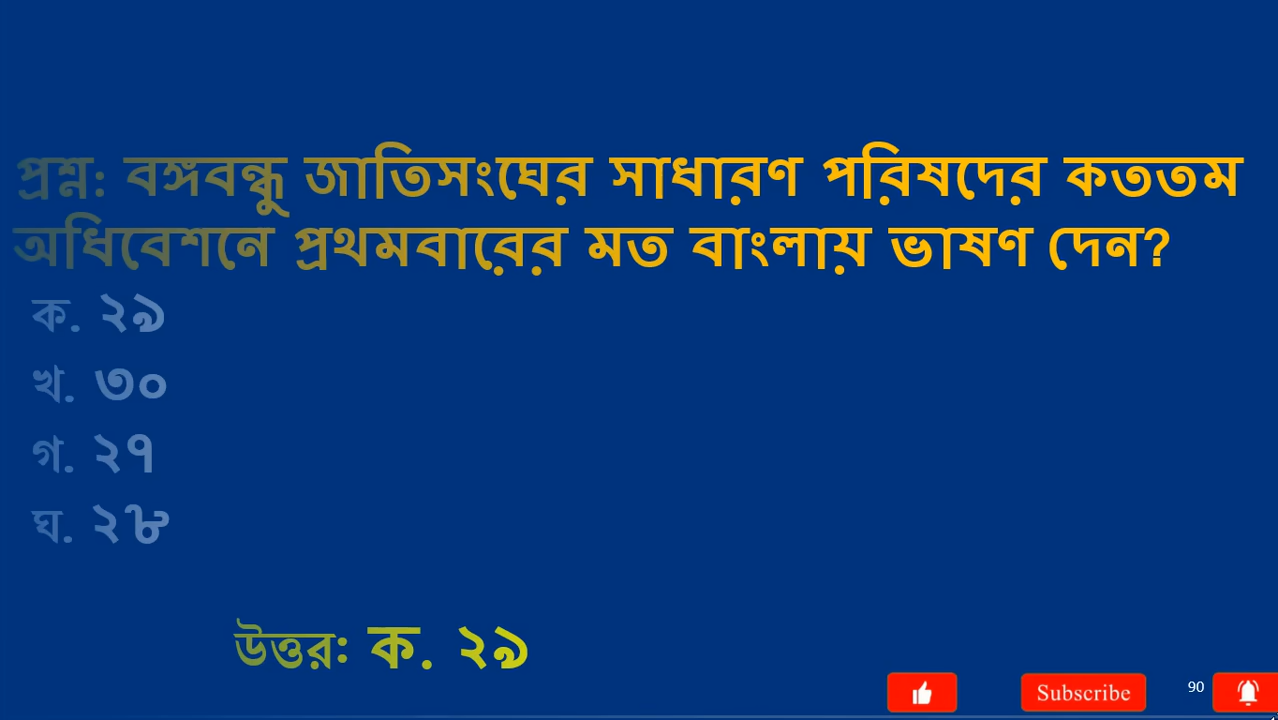 প্রশ্ন: বঙ্গবন্ধু জাতিসংঘের সাধারণ পরিষদের কততম
অধিবেশনে প্রথমবারের মত বাংলায় ভাষণ দেন?
ক. ২৯
খ. ৩০
গ. ২৭
ঘ. ২৮
উত্তর: ক. ২৯
Subscribe
90